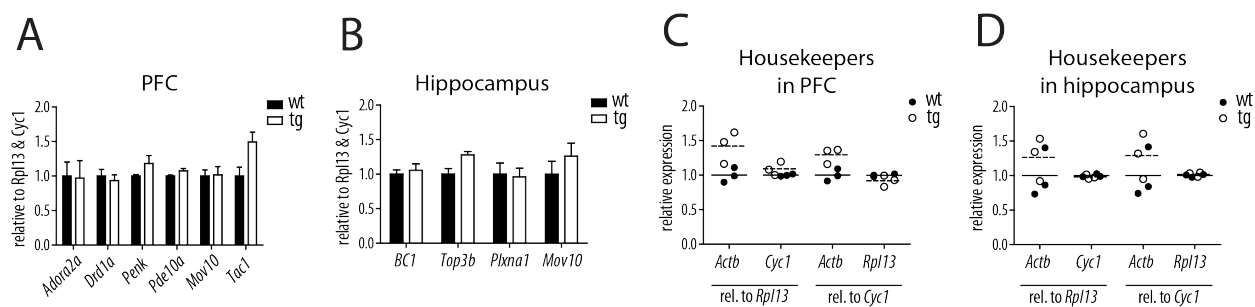 A
PFC
relative to Rpl13 & Cyc1
2.0
1.5
1.0
0.5
0.0
wt
tg
Adora2a
Drd1a
Penk
Pde10a
Mov10
Tac1
B
Hippocampus
relative to Rpl13 & Cyc1
2.0
1.5
1.0
0.5
0.0
wt
tg
BC1
Top3b
Plxna1
Mov10
C
Housekeepers
in PFC
relative expression
2.0
1.5
1.0
0.5
0.0
wt
tg
Actb
Cyc1
Actb
Rpl13
rel. to Rpl13
rel. to Cyc1
D
Housekeepers
in hippocampus
relative expression
2.0
1.5
1.0
0.5
0.0
wt
tg
Actb
Cyc1
Actb
Rpl13
rel. to Rpl13
rel. to Cyc1